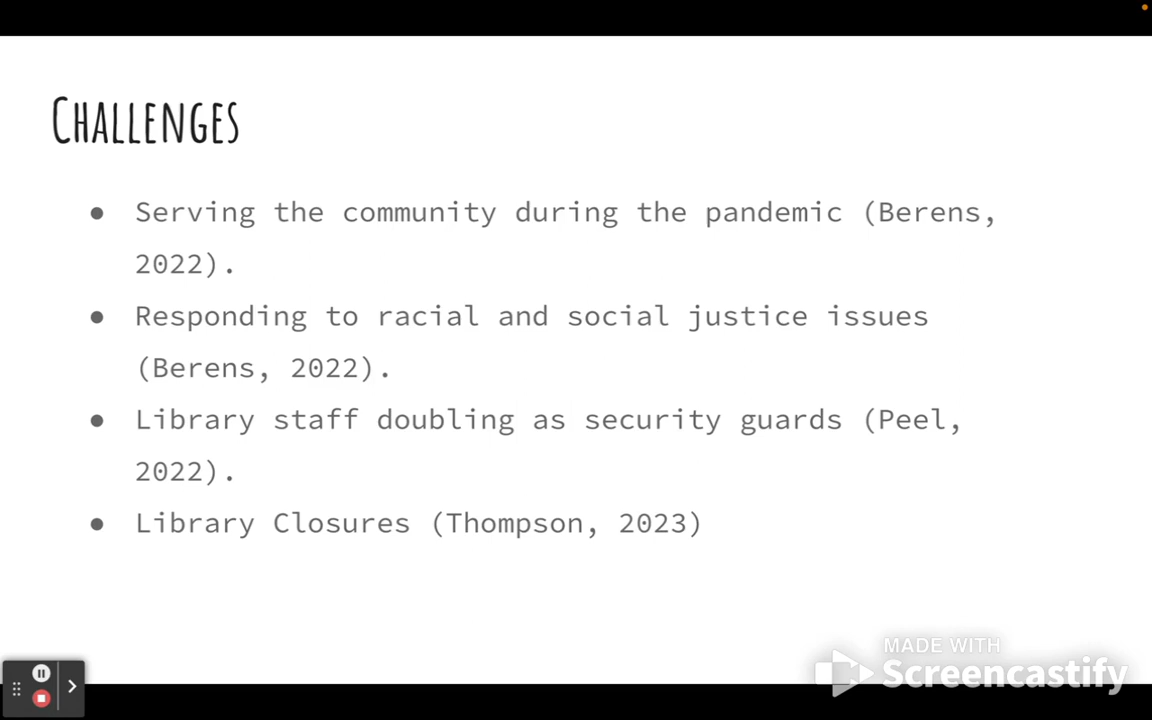 CHALLENGES
● Serving the community during the pandemic (Berens,
2022).
● Responding to racial and social justice issues
(Berens, 2022).
● Library staff doubling as security guards (Peel,
2022).
● Library Closures (Thompson, 2023)
MADE WITH
Screencastify